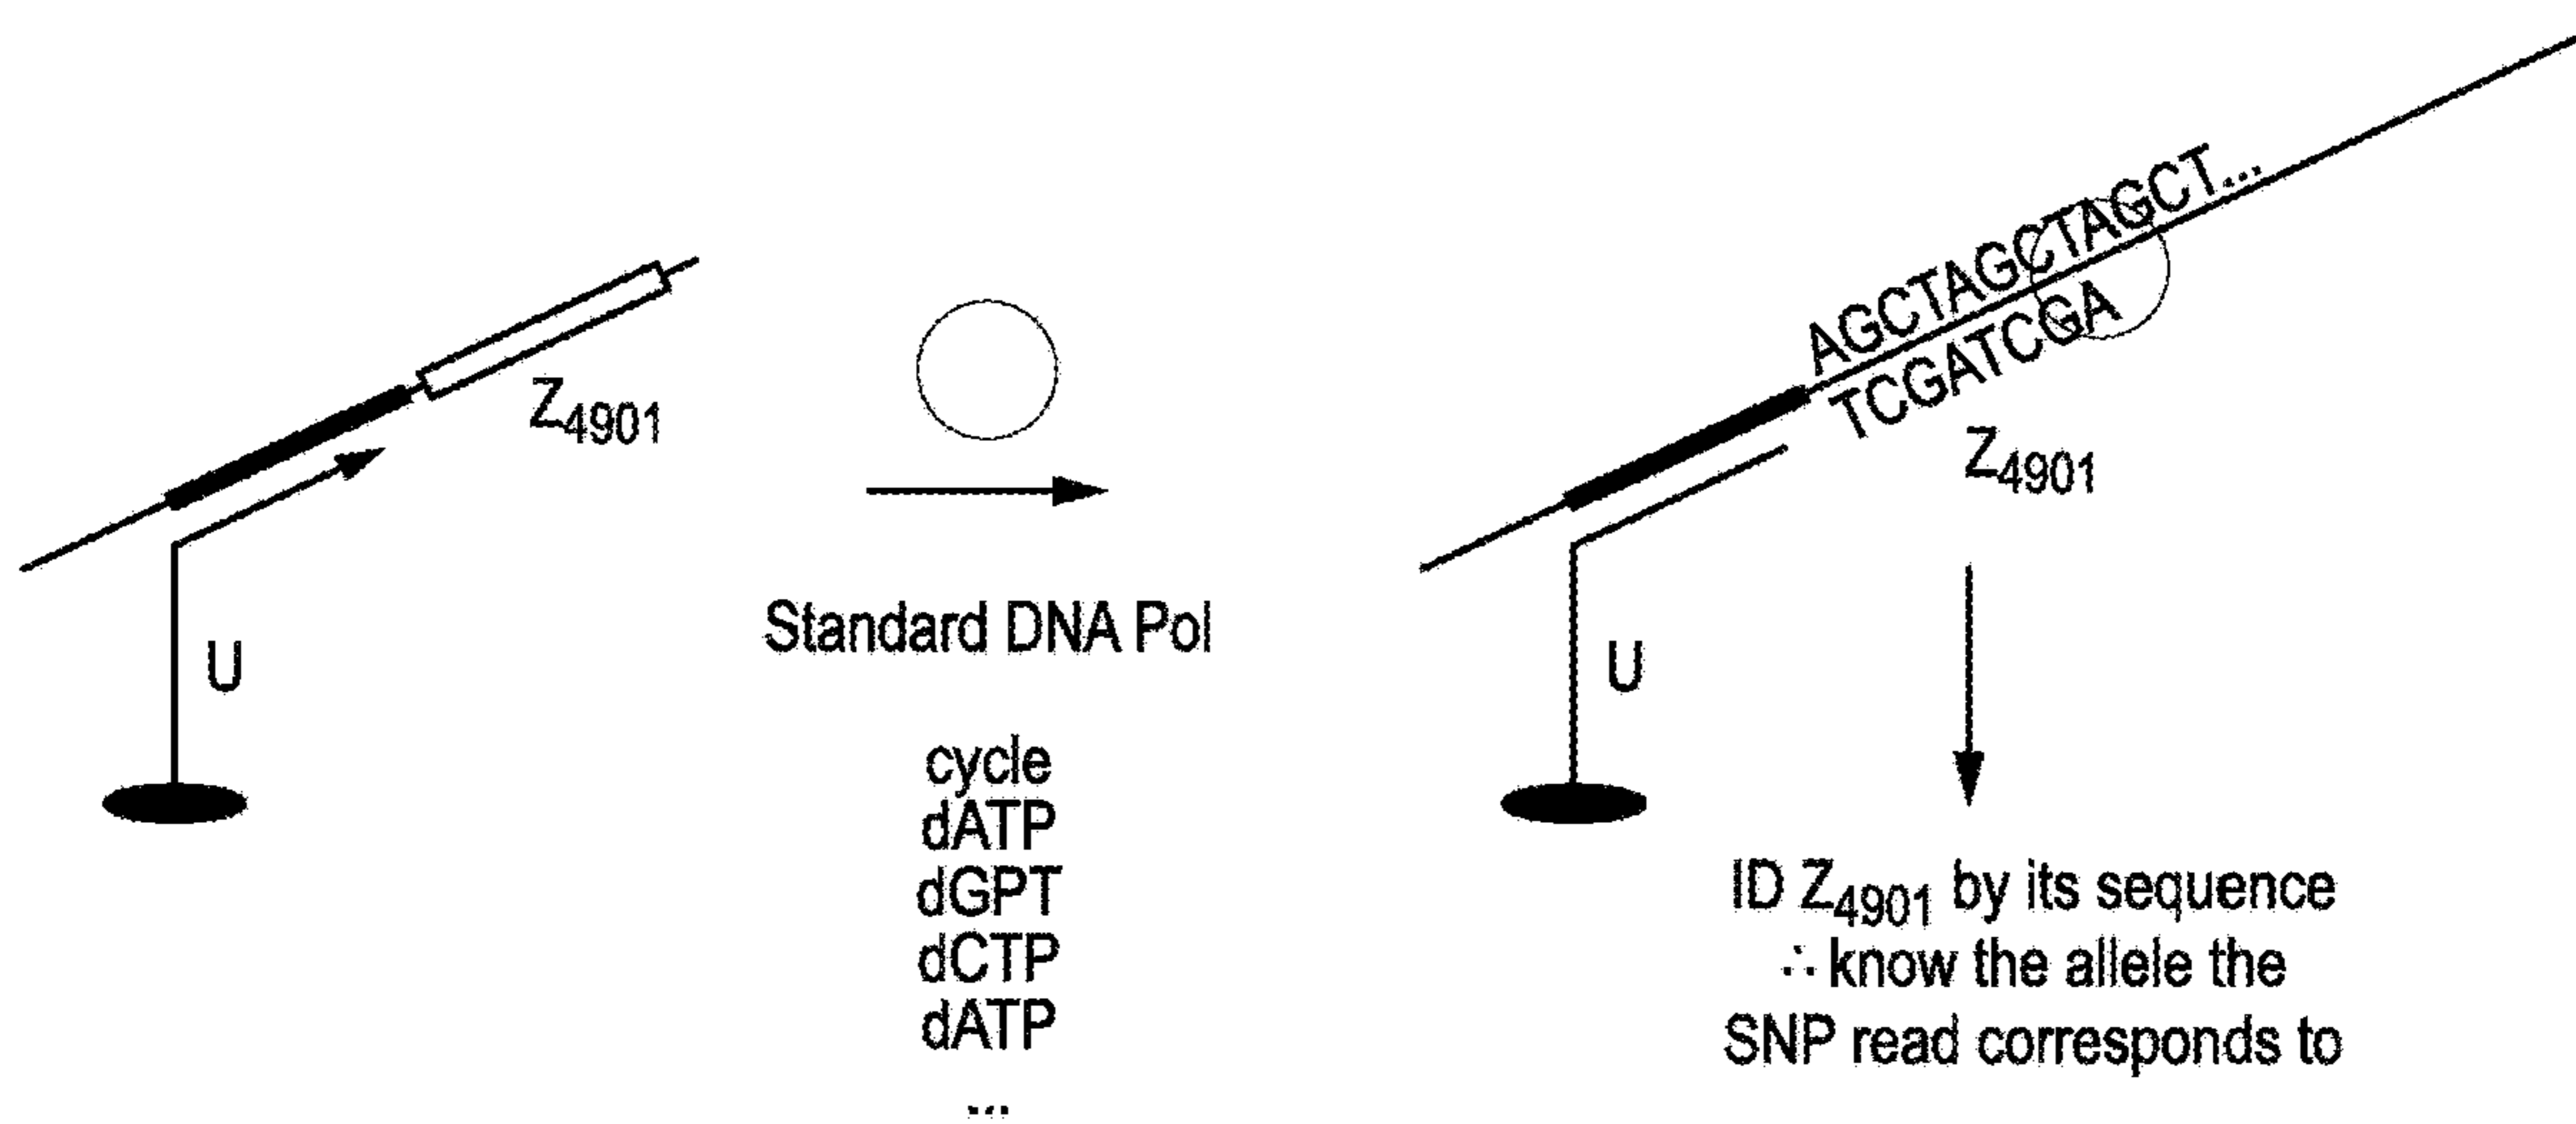 Z4901
U
Standard DNA Pol
cycle
dATP
dGPT
dCTP
dATP
...
AGCTAGCTAGCT...
TCGATCGA
Z4901
U
ID Z4901 by its sequence
∴ know the allele the
SNP read corresponds to